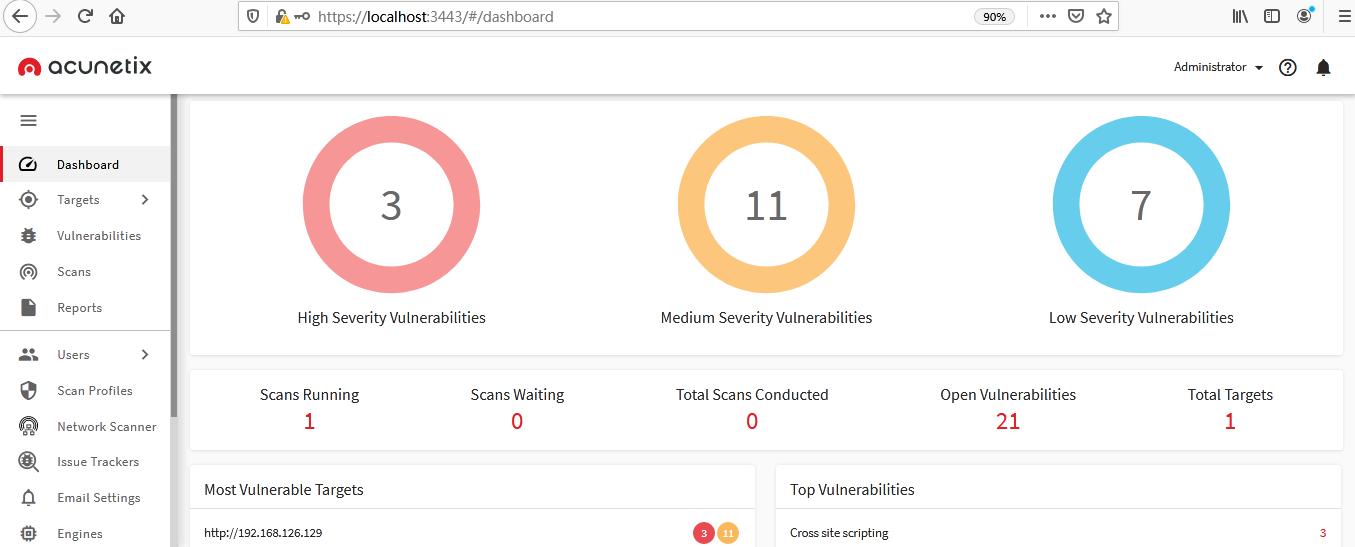 https://localhost:3443/#/dashboard
90%
acunetix
Administrator
Dashboard
Targets
Vulnerabilities
Scans
Reports
Users
Scan Profiles
Network Scanner
Issue Trackers
Email Settings
Engines
3
11
7
High Severity Vulnerabilities
Medium Severity Vulnerabilities
Low Severity Vulnerabilities
Scans Running
Scans Waiting
Total Scans Conducted
Open Vulnerabilities
Total Targets
1
0
0
21
1
Most Vulnerable Targets
http://192.168.126.129
3
11
Top Vulnerabilities
Cross site scripting
3